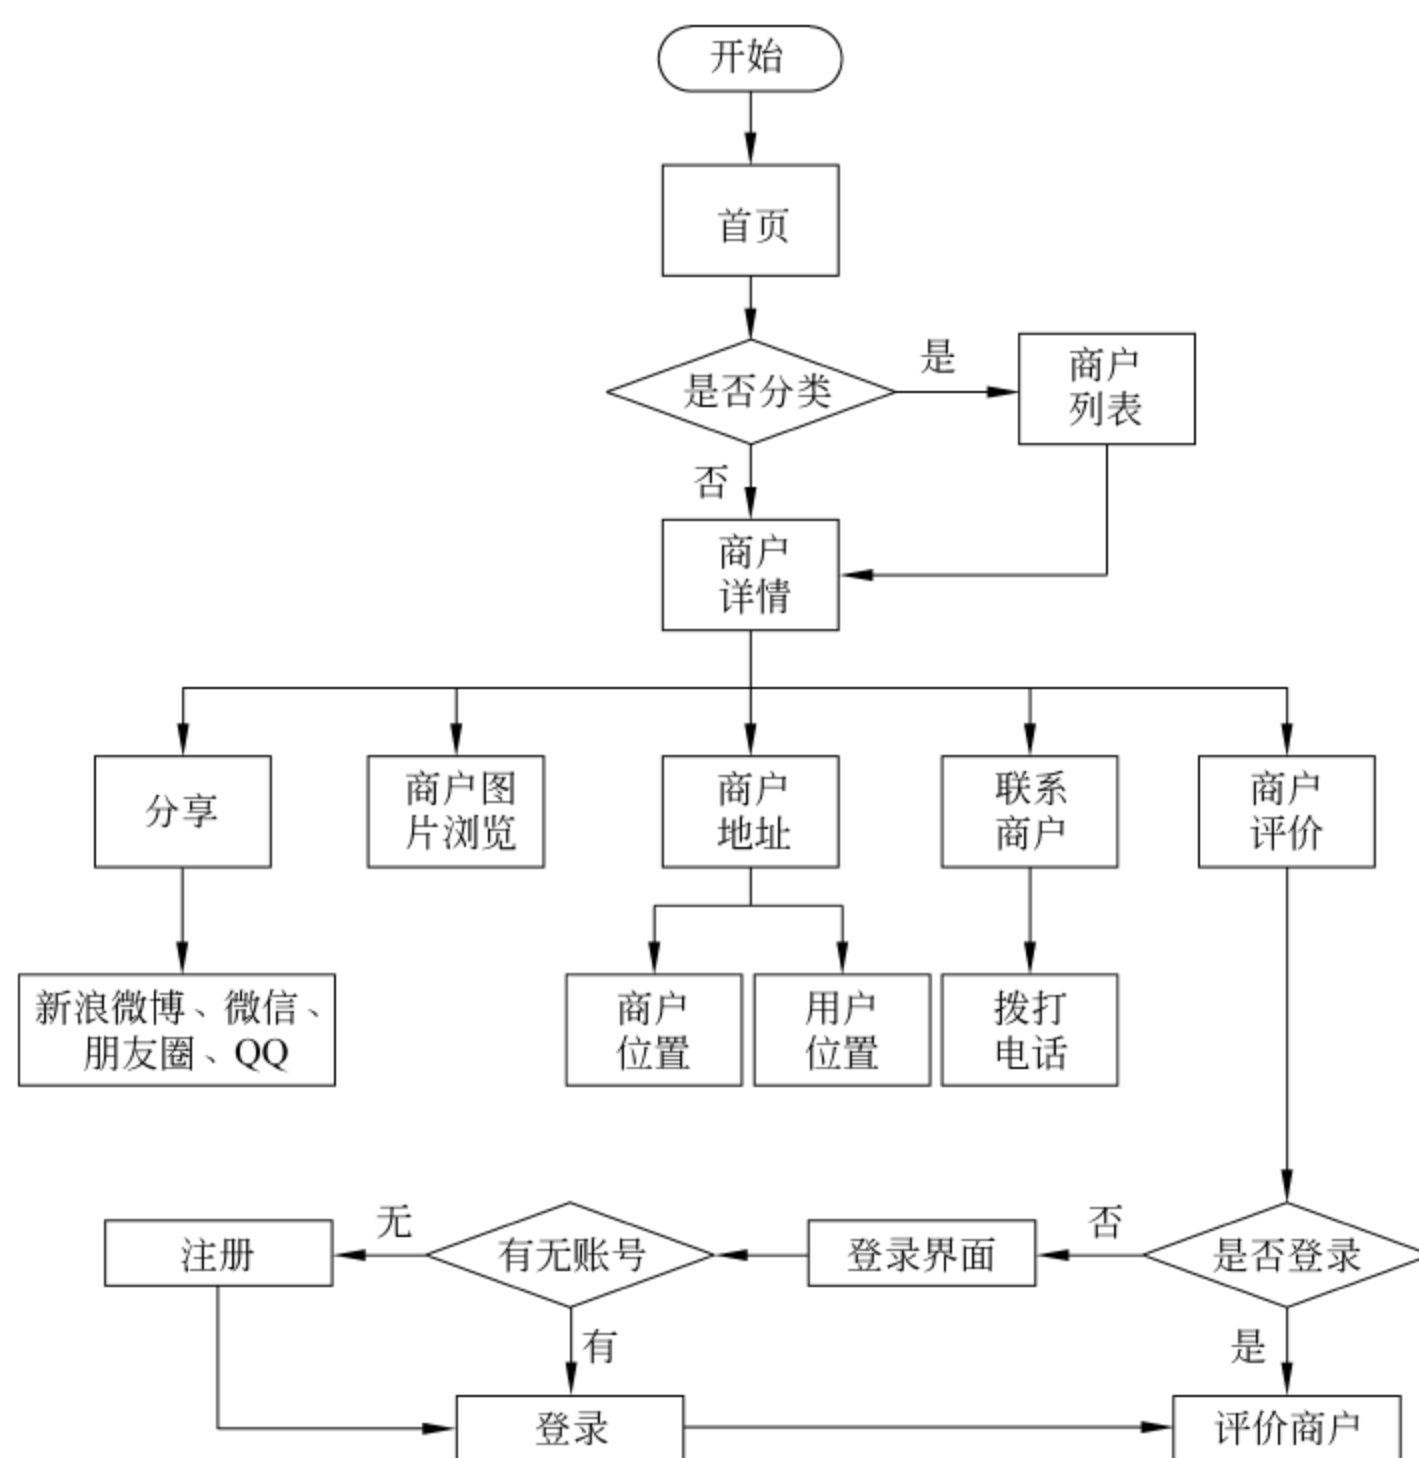 开始
首页
是否分类
是
商户
列表
否
商户
详情
分享
商户图
片浏览
商户
地址
联系
商户
商户
评价
新浪微博、微信、
朋友圈、QQ
商户
位置
用户
位置
拨打
电话
注册
无
有无账号
登录界面
否
是否登录
有
是
登录
评价商户